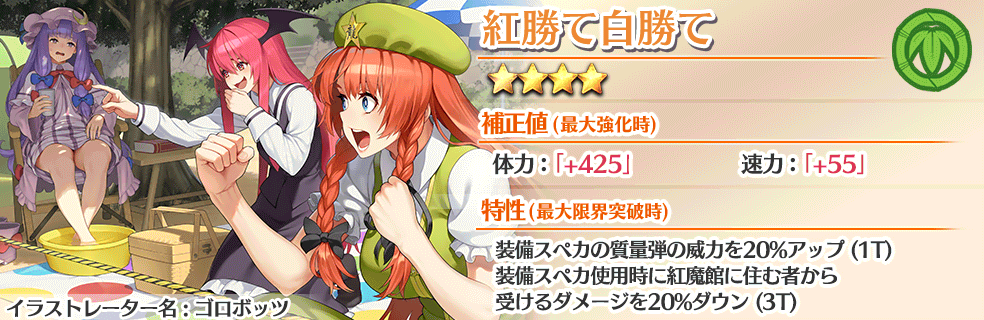 紅勝て白勝て
補正値 (最大強化時)
体力：「+425」 速力：「+55」
特性 (最大限界突破時)
装備スペカの質量弾の威力を20%アップ (1T)
装備スペカ使用時に紅魔館に住む者から
受けるダメージを20%ダウン (3T)
イラストレーター名：ゴロボッツ